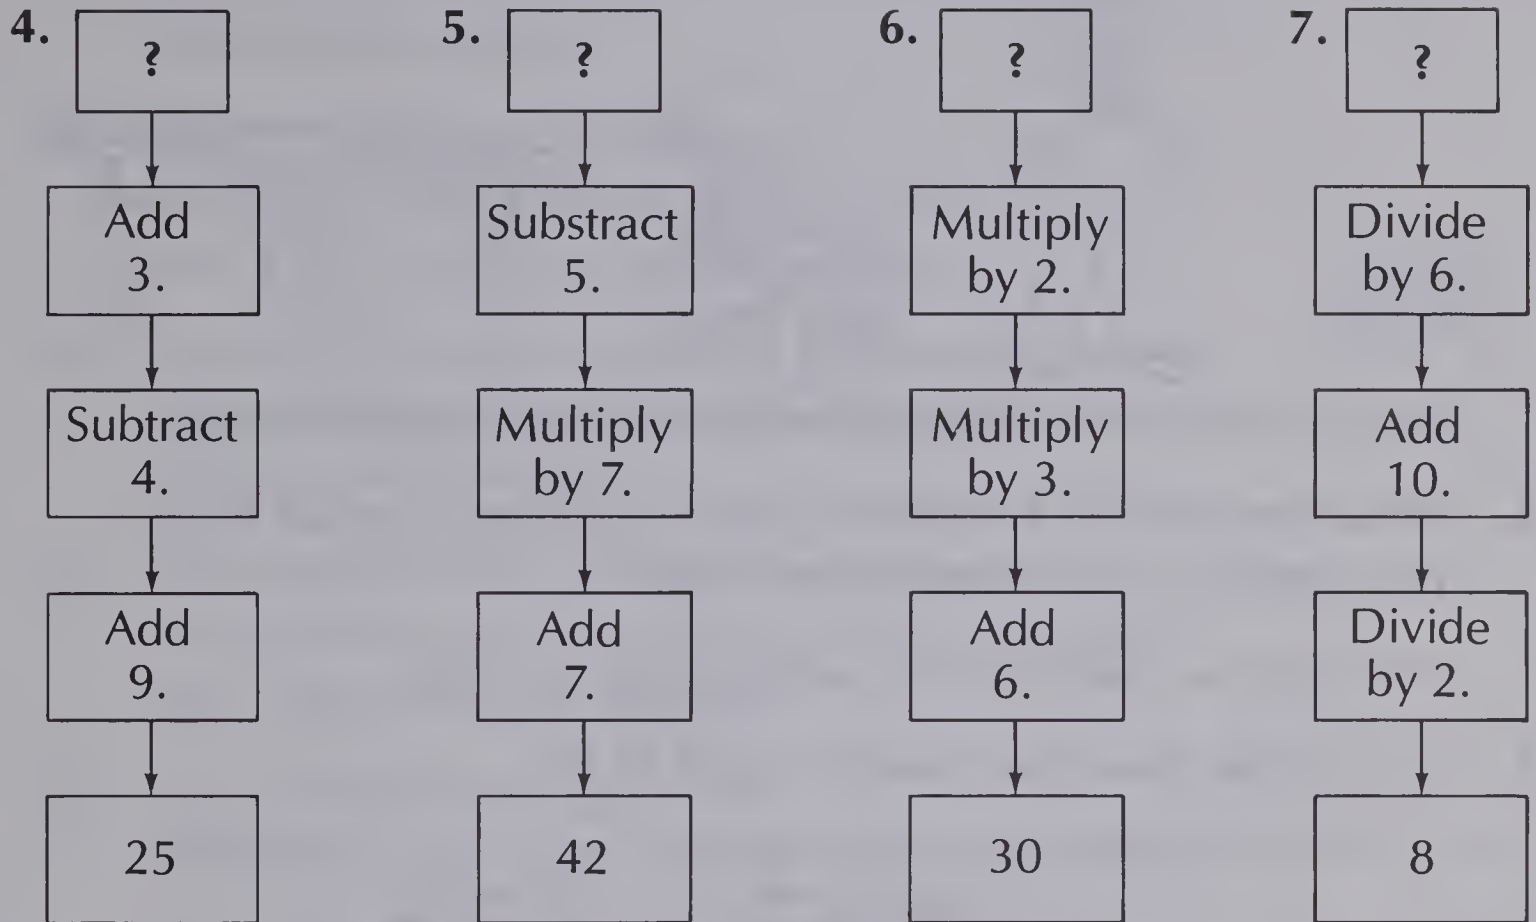 4.
?
Add
3.
Subtract
4.
Add
9.
25
5.
?
Substract
5.
Multiply
by 7.
Add
7.
42
6.
?
Multiply
by 2.
Multiply
by 3.
Add
6.
30
7.
?
Divide
by 6.
Add
10.
Divide
by 2.
8